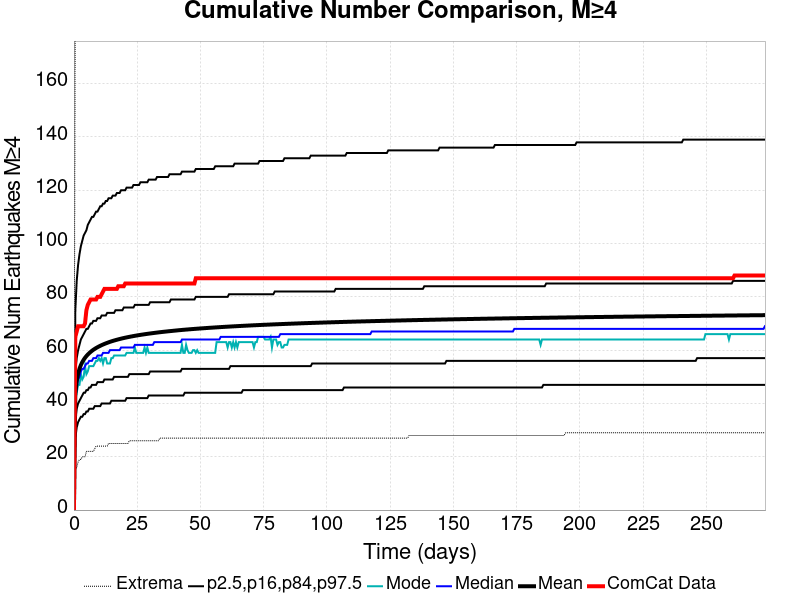 Cumulative Number Comparison, M≥4
Cumulative Num Earthquakes M≥4
160
140
120
100
80
60
40
20
0
0 25 50 75 100 125 150 175 200 225 250
Time (days)
Extrema p2.5,p16,p84,p97.5 Mode Median Mean ComCat Data